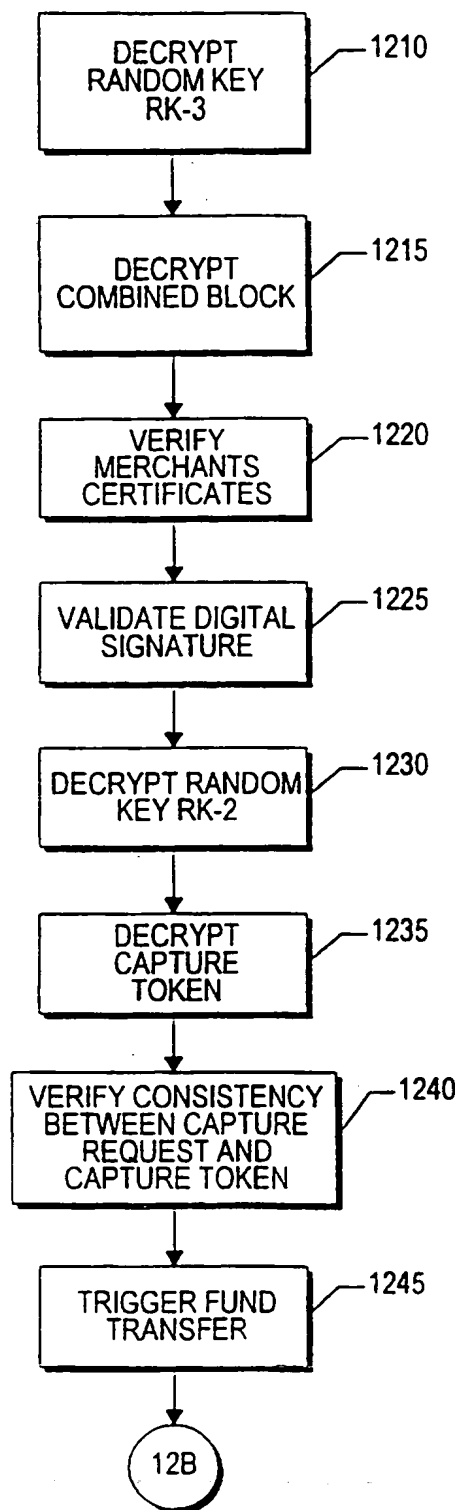 DECRYPT
RANDOM KEY
RK-3
1210
DECRYPT
COMBINED BLOCK
1215
VERIFY
MERCHANTS
CERTIFICATES
1220
VALIDATE DIGITAL
SIGNATURE
1225
DECRYPT RANDOM
KEY RK-2
1230
DECRYPT
CAPTURE
TOKEN
1235
VERIFY CONSISTENCY
BETWEEN CAPTURE
REQUEST AND
CAPTURE TOKEN
1240
TRIGGER FUND
TRANSFER
1245
12B